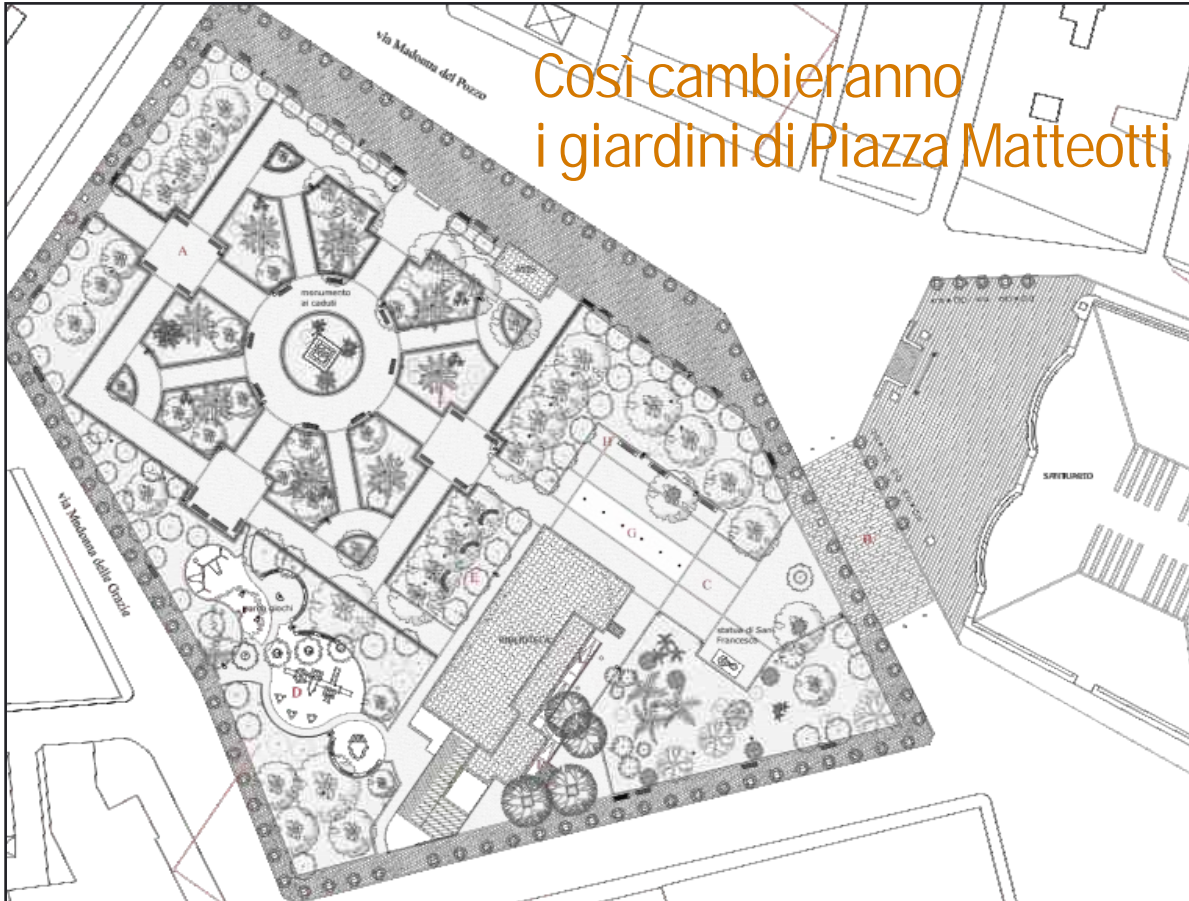 Così cambieranno
i giardini di Piazza Matteotti
via Madonna del Pozzo
A
monumento
ai caduti
H
SANTUARIO
via Madonna delle Grazie
G
B
E
C
parco giochi
BIBLIOTECA
statua di San
Francesco
D